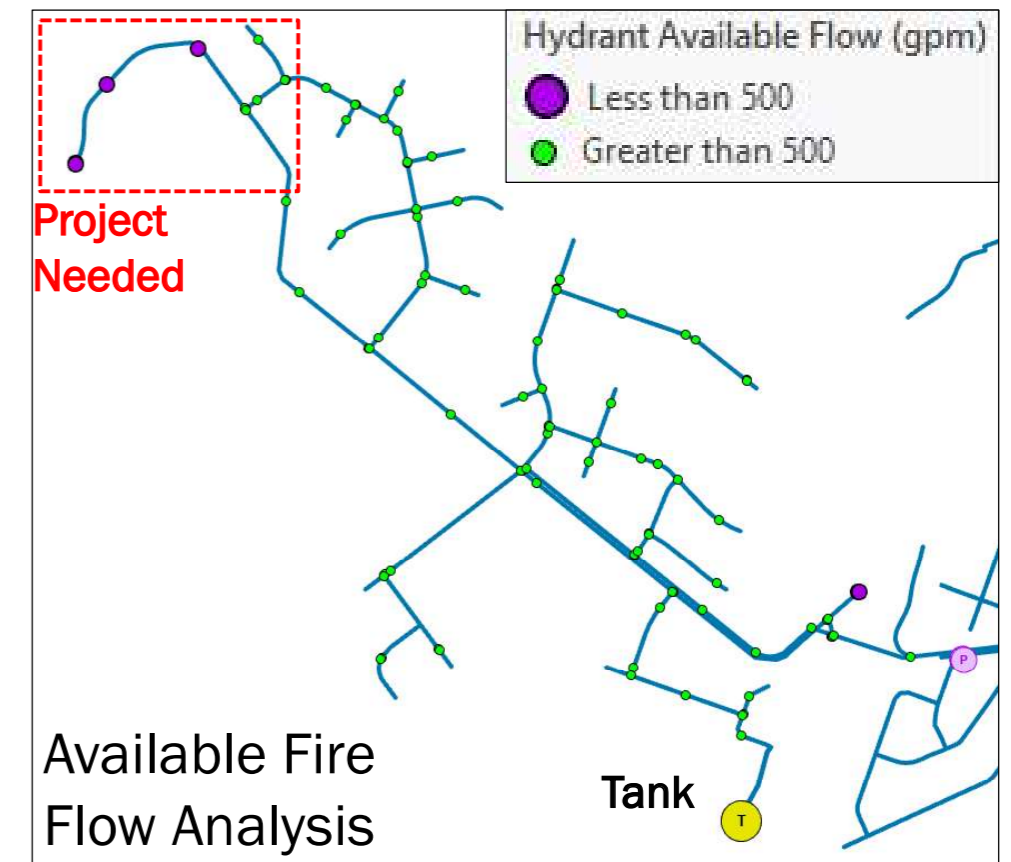 Hydrant Available Flow (gpm)
Less than 500
Greater than 500
Project
Needed
P
Available Fire
Flow Analysis
Tank
T